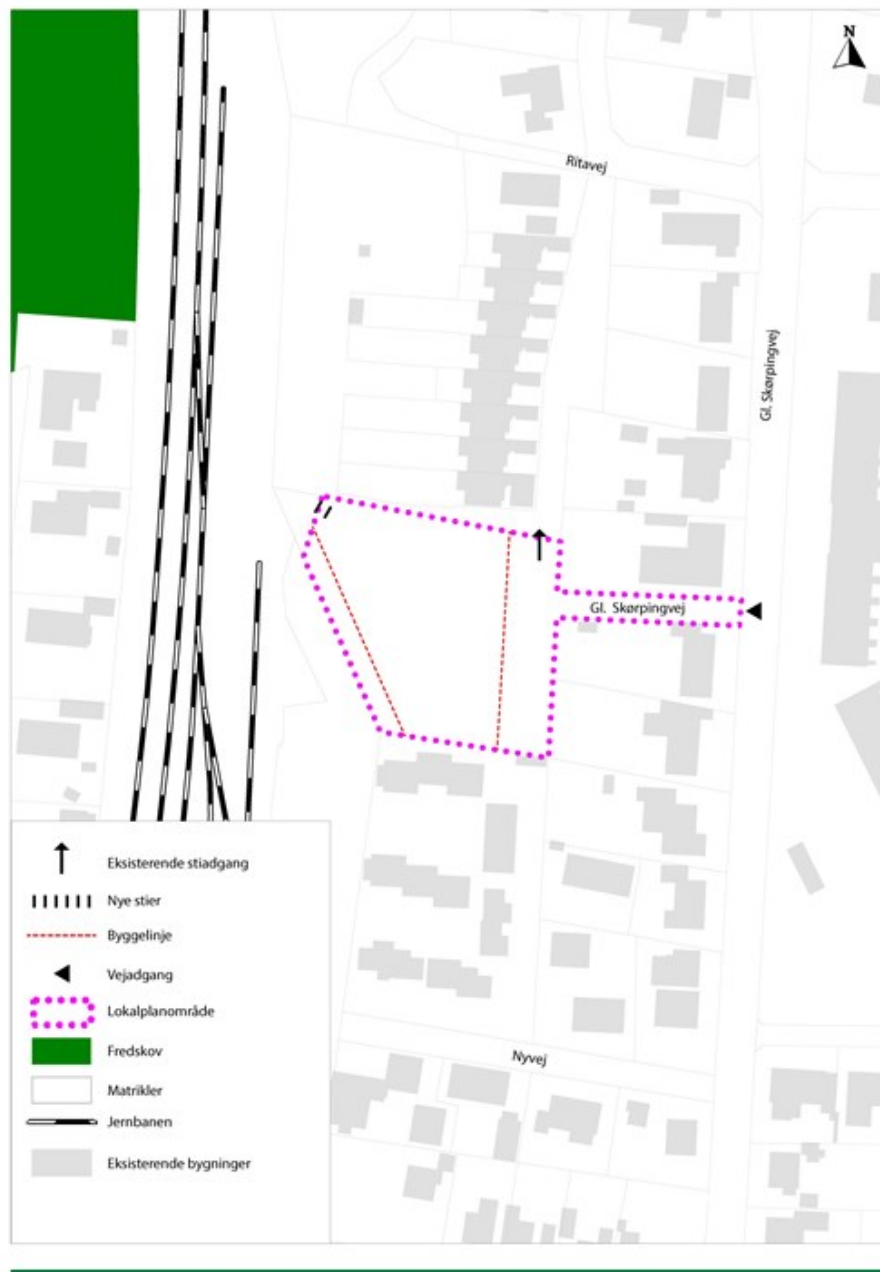 N
Ritavej
Gl. Skørpingvej
Gl. Skørpingvej
Eksisterende stiadgang
Nye stier
Byggelinje
Vejadgang
Lokalplanområde
Fredskov
Matrikler
Jernbanen
Eksisterende bygninger
Nyvej